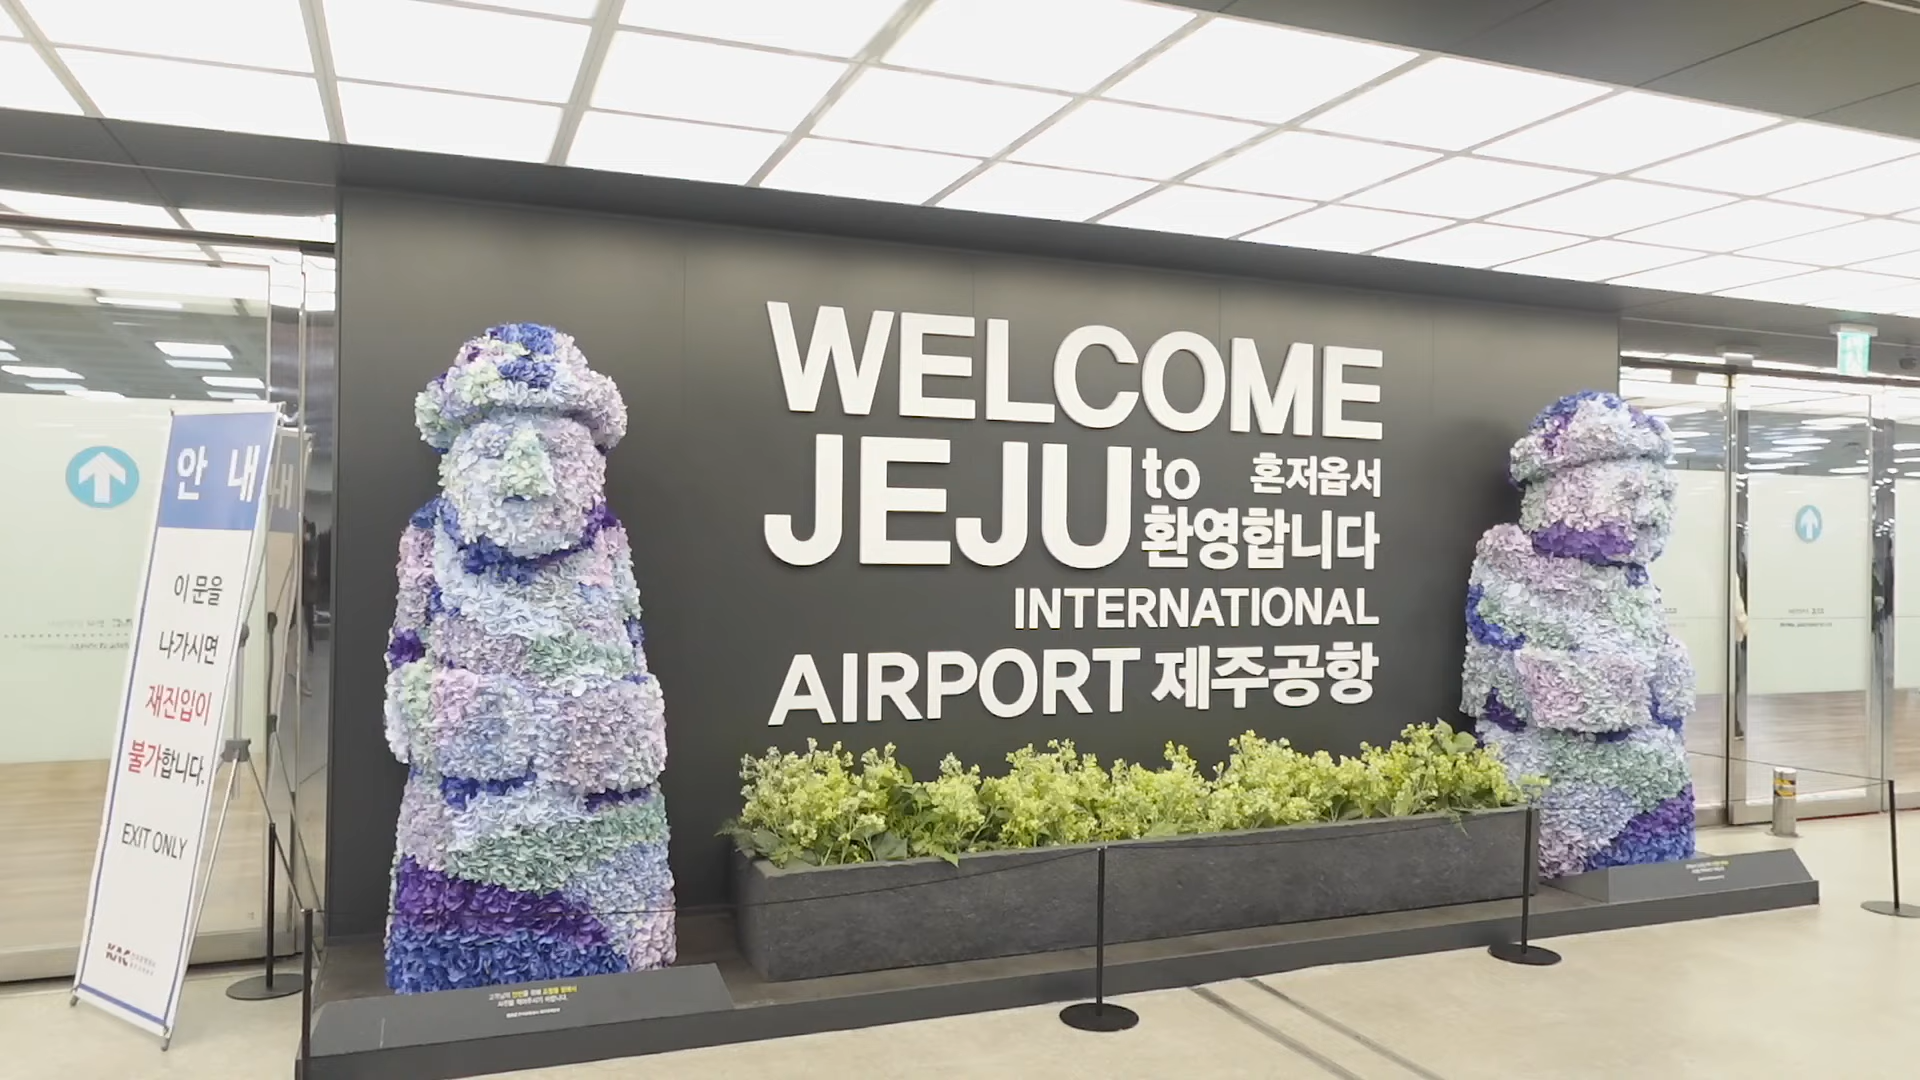 안 내
이 문을
나가시면
재진입이
불가합니다.
EXIT ONLY
KAC
WELCOME
JEJU to 혼저옵서
환영합니다
INTERNATIONAL
AIRPORT 제주공항